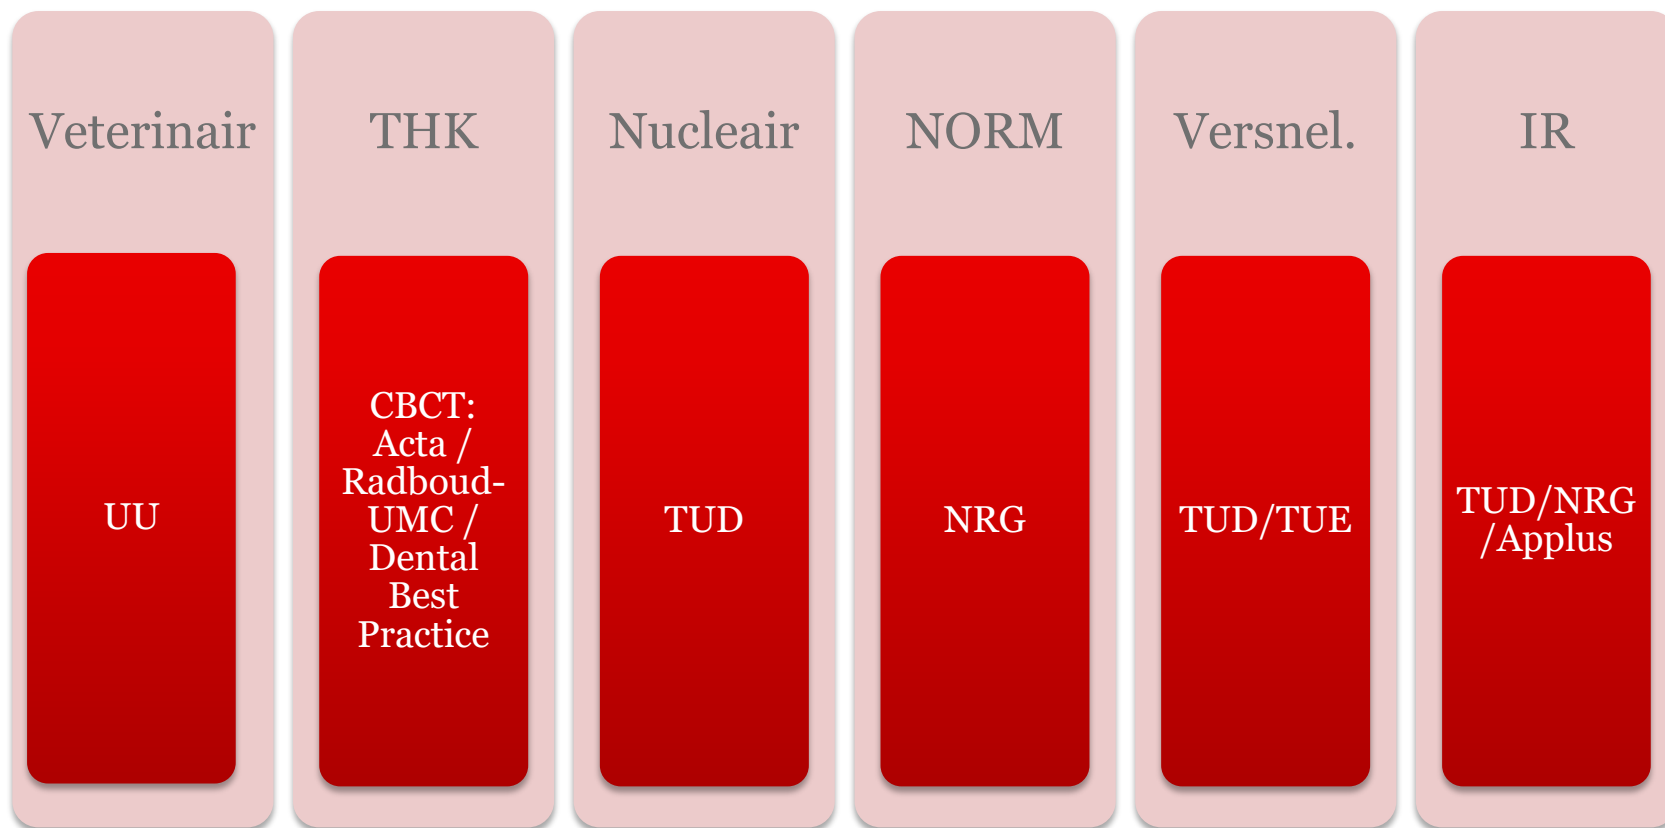 Veterinair
THK
Nucleair
NORM
Versnel.
IR
UU
CBCT:
Acta /
Radboud-
UMC /
Dental
Best
Practice
TUD
NRG
TUD/TUE
TUD/NRG
/Applus